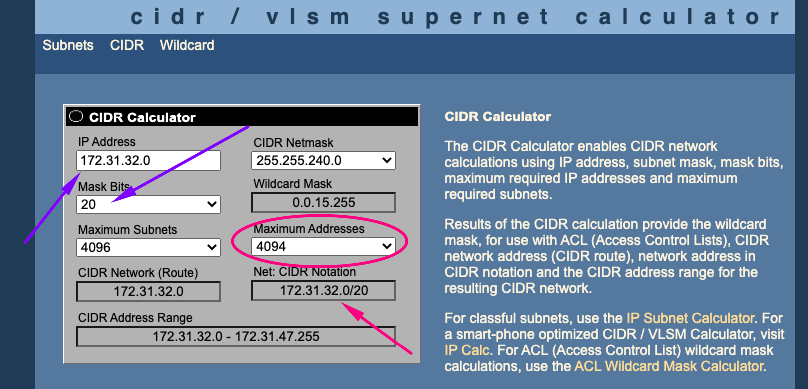 cidr / vlsm supernet calculator
Subnets CIDR Wildcard
CIDR Calculator
IP Address
172.31.32.0
CIDR Netmask
255.255.240.0
Mask Bits
20
Wildcard Mask
0.0.15.255
Maximum Subnets
4096
Maximum Addresses
4094
CIDR Network (Route)
172.31.32.0
Net: CIDR Notation
172.31.32.0/20
CIDR Address Range
172.31.32.0 - 172.31.47.255
CIDR Calculator
The CIDR Calculator enables CIDR network
calculations using IP address, subnet mask, mask bits,
maximum required IP addresses and maximum
required subnets.
Results of the CIDR calculation provide the wildcard
mask, for use with ACL (Access Control Lists), CIDR
network address (CIDR route), network address in
CIDR notation and the CIDR address range for the
resulting CIDR network.
For classful subnets, use the IP Subnet Calculator. For
a smart-phone optimized CIDR / VLSM Calculator, visit
IP Calc. For ACL (Access Control List) wildcard mask
calculations, use the ACL Wildcard Mask Calculator.